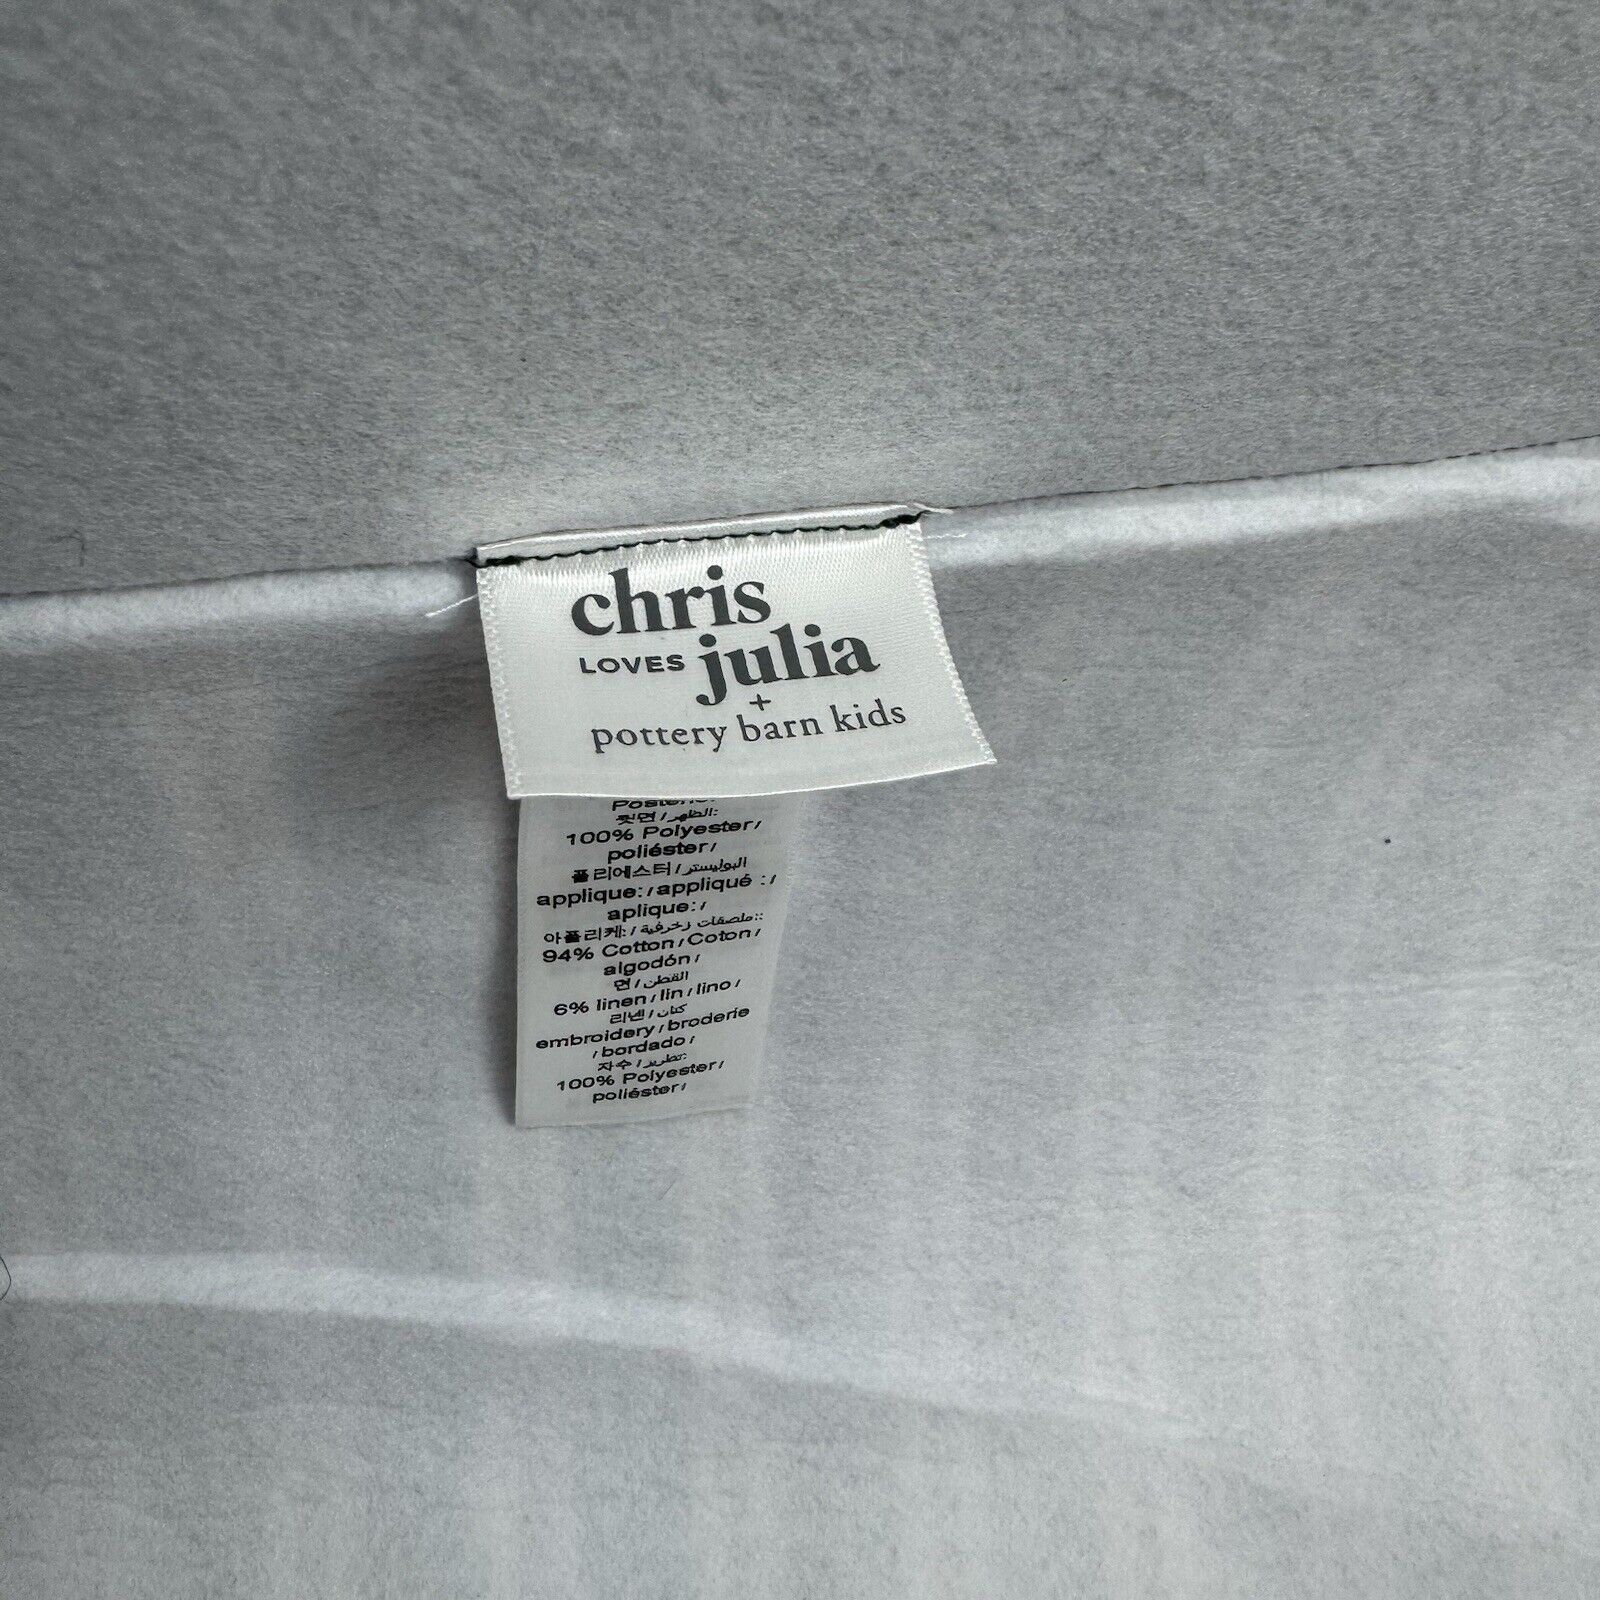 chris
LOVES julia
+
pottery barn kids
뒷면 / الظهر:
100% Polyester /
poliéster /
폴리에스터 / البوليستر
applique: / appliqué : /
aplique: /
아플리케: / ملصقات زخرفية::
94% Cotton / Coton /
algodón /
면 / القطن
6% linen / lin / lino /
리넨 / كتان
embroidery / broderie
/ bordado /
자수 / تطريز:
100% Polyester /
poliéster /